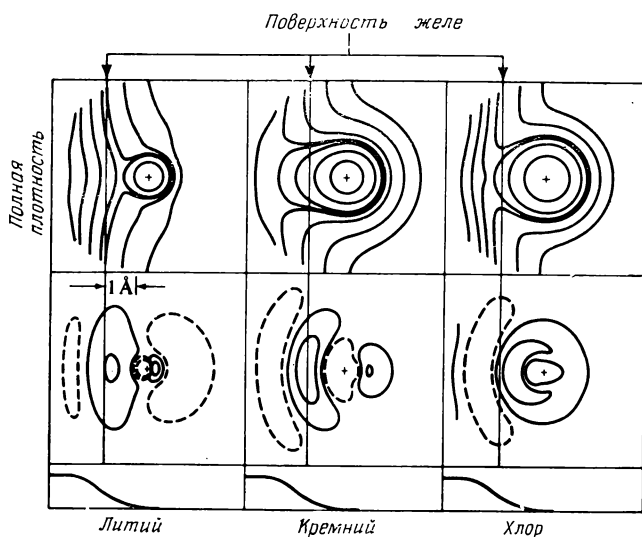 Поверхность желе
Полная
плотность
1 Å
Литий
Кремний
Хлор